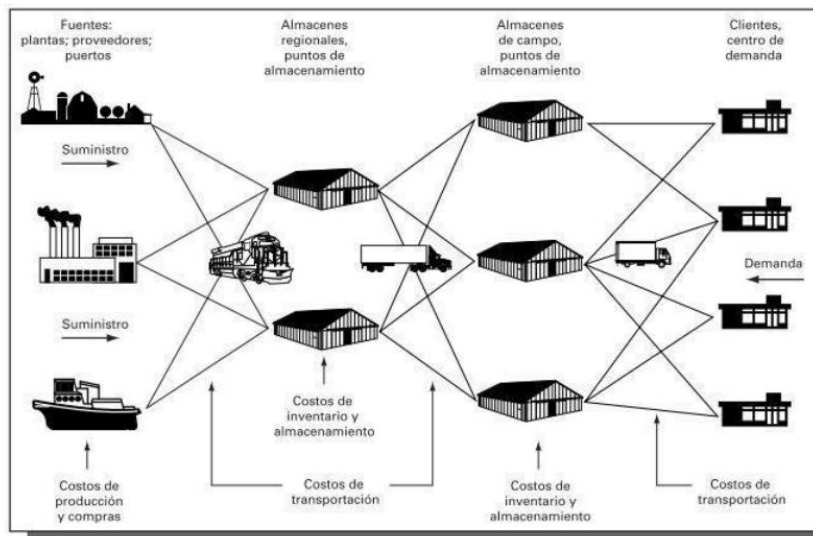 Fuentes:
plantas; proveedores;
puertos
Almacenes
regionales,
puntos de
almacenamiento
Almacenes
de campo,
puntos de
almacenamiento
Clientes,
centro de
demanda
Suministro
Demanda
Suministro
Costos de
inventario y
almacenamiento
Costos de
producción
y compras
Costos de
transportación
Costos de
inventario y
almacenamiento
Costos de
transportación